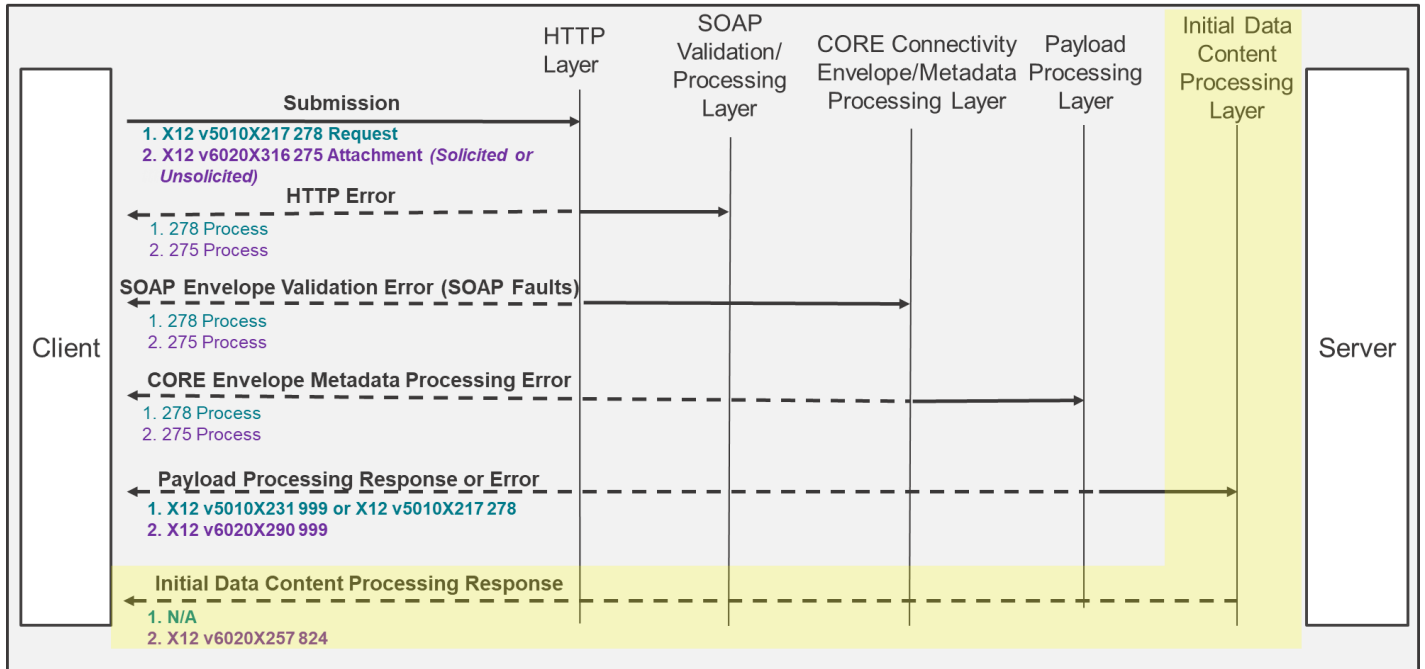 HTTP
Layer
SOAP
Validation/
Processing
Layer
CORE Connectivity
Envelope/Metadata
Processing Layer
Payload
Processing
Layer
Initial Data
Content
Processing
Layer
Client
Server
Submission
1. X12 v5010X217 278 Request
2. X12 v6020X316 275 Attachment (Solicited or
Unsolicited)
HTTP Error
1. 278 Process
2. 275 Process
SOAP Envelope Validation Error (SOAP Faults)
1. 278 Process
2. 275 Process
CORE Envelope Metadata Processing Error
1. 278 Process
2. 275 Process
Payload Processing Response or Error
1. X12 v5010X231 999 or X12 v5010X217 278
2. X12 v6020X290 999
Initial Data Content Processing Response
1. N/A
2. X12 v6020X257 824